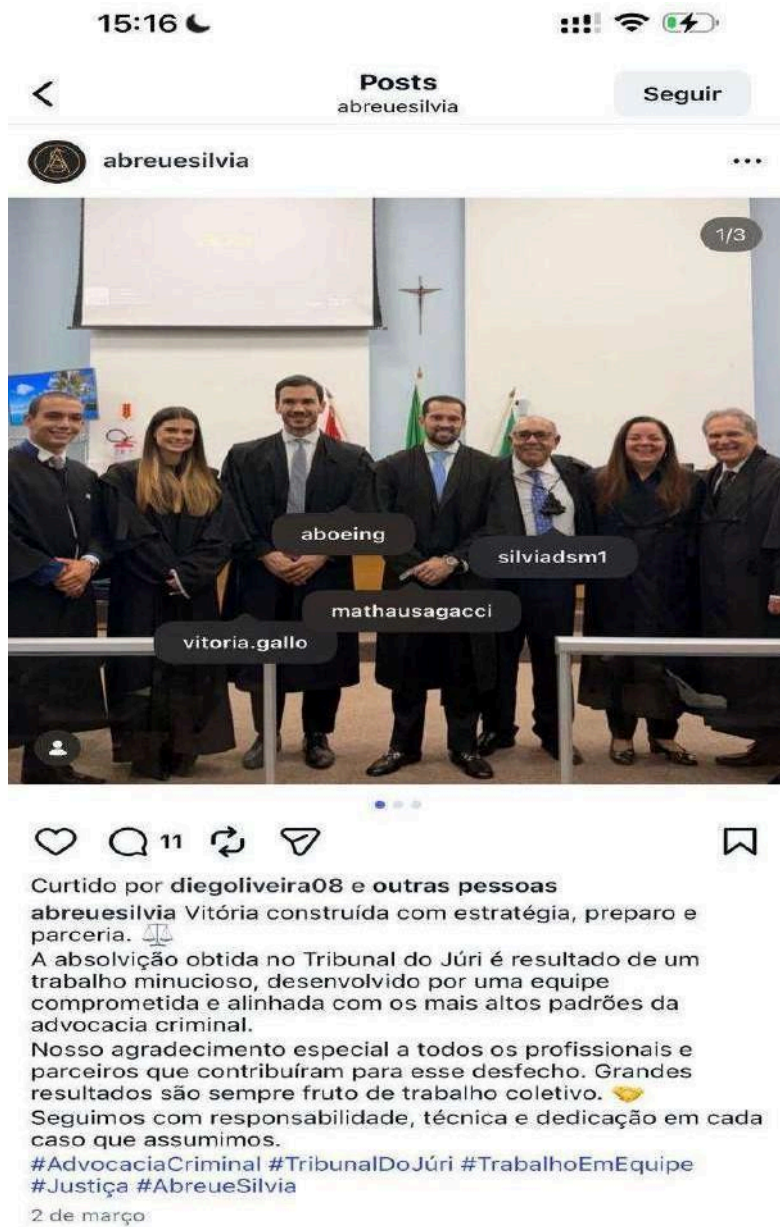 15:16
Posts
abreuesilvia
Seguir
abreuesilvia
1/3
aboeing
silviadsm1
mathausagacci
vitoria.gallo
11
Curtido por diegoliveira08 e outras pessoas
abreuesilvia Vitória construída com estratégia, preparo e
parceria. ⚖️
A absolvição obtida no Tribunal do Júri é resultado de um
trabalho minucioso, desenvolvido por uma equipe
comprometida e alinhada com os mais altos padrões da
advocacia criminal.
Nosso agradecimento especial a todos os profissionais e
parceiros que contribuíram para esse desfecho. Grandes
resultados são sempre fruto de trabalho coletivo. 🤝
Seguimos com responsabilidade, técnica e dedicação em cada
caso que assumimos.
#AdvocaciaCriminal #TribunalDoJúri #TrabalhoEmEquipe
#Justiça #AbreueSilvia
2 de março